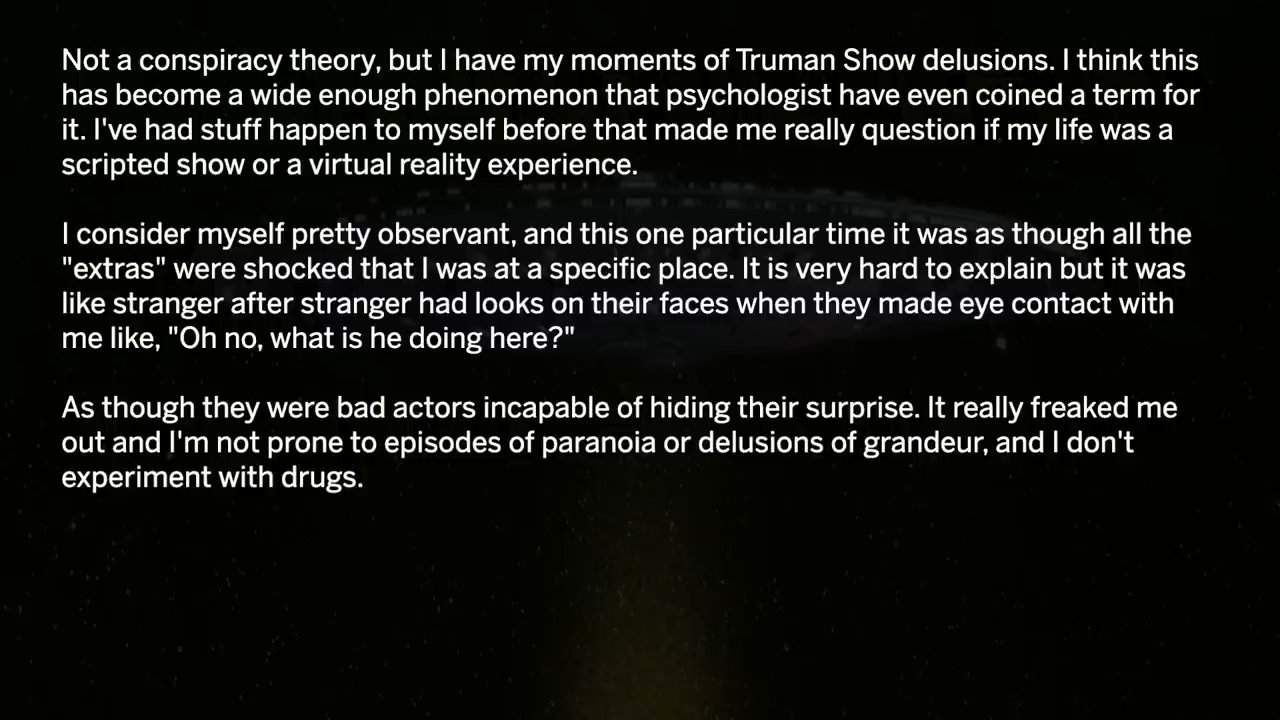 Not a conspiracy theory, but I have my moments of Truman Show delusions. I think this
has become a wide enough phenomenon that psychologist have even coined a term for
it. I've had stuff happen to myself before that made me really question if my life was a
scripted show or a virtual reality experience.
I consider myself pretty observant, and this one particular time it was as though all the
"extras" were shocked that I was at a specific place. It is very hard to explain but it was
like stranger after stranger had looks on their faces when they made eye contact with
me like, "Oh no, what is he doing here?"
As though they were bad actors incapable of hiding their surprise. It really freaked me
out and I'm not prone to episodes of paranoia or delusions of grandeur, and I don't
experiment with drugs.